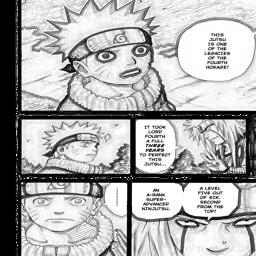 THIS
JUTSU
IS ONE
OF THE
LEGACIES
OF THE
FOURTH
HOKAGE!
IT TOOK
LORD
FOURTH
A FULL
THREE
YEARS
TO PERFECT
THIS
JUTSU...
AN
A-RANK
SUPER-
ADVANCED
NINJUTSU.
A LEVEL
FIVE OUT
OF SIX.
SECOND
FROM
THE TOP!